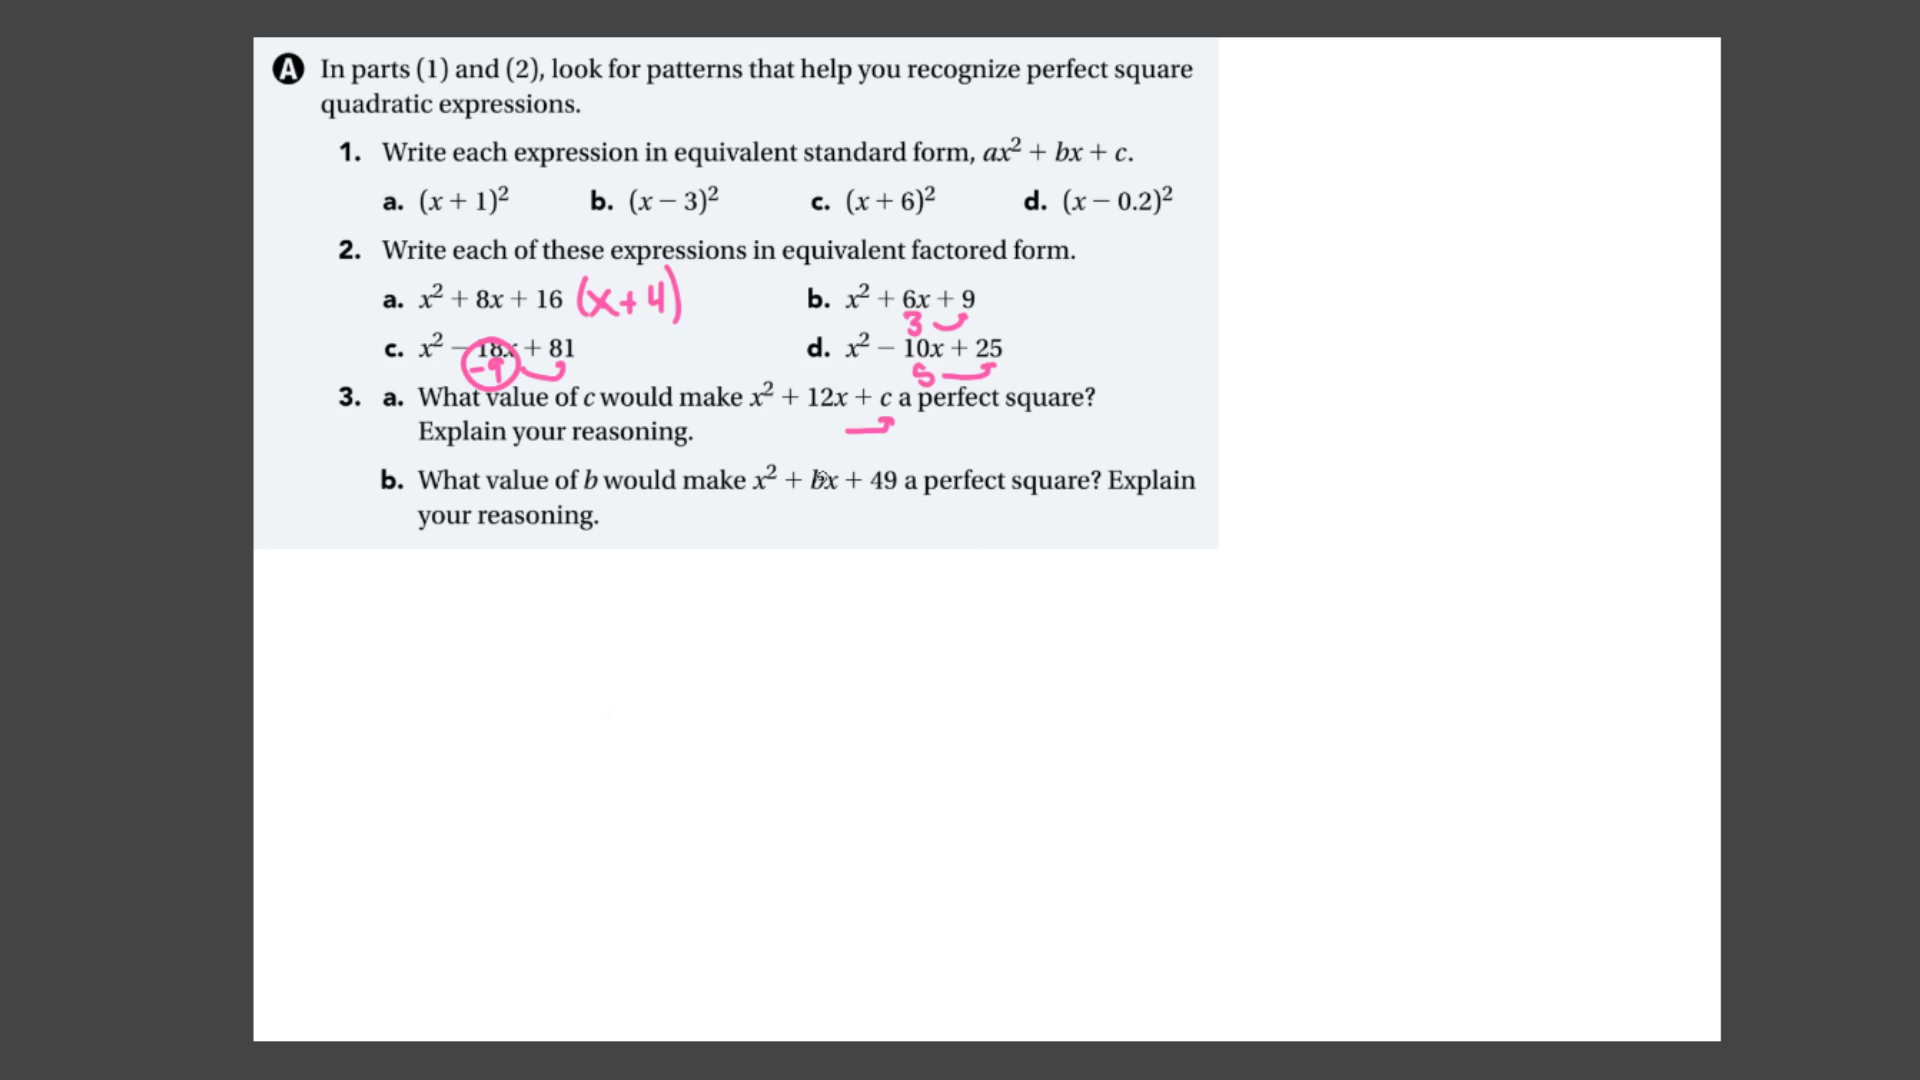 A In parts (1) and (2), look for patterns that help you recognize perfect square
quadratic expressions.
1. Write each expression in equivalent standard form, ax² + bx + c.
a. (x + 1)² b. (x − 3)² c. (x + 6)² d. (x − 0.2)²
2. Write each of these expressions in equivalent factored form.
a. x² + 8x + 16 (x+4) b. x² + 6x + 9
3
c. x² − 18x + 81 d. x² − 10x + 25
-9 5
3. a. What value of c would make x² + 12x + c a perfect square?
Explain your reasoning.
b. What value of b would make x² + bx + 49 a perfect square? Explain
your reasoning.